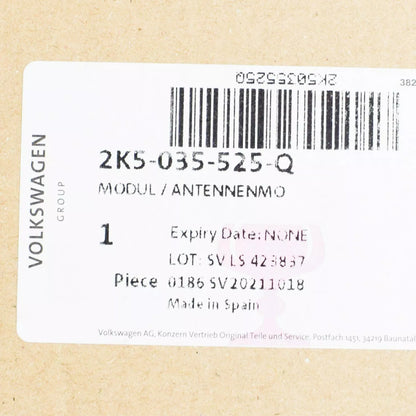 2K5035525Q
382
VOLKSWAGEN
GROUP
2K5-035-525-Q
MODUL / ANTENNENMO
1 Expiry Date: NONE
LOT: SV LS 423837
Piece 0186 SV20211018
Made in Spain
Volkswagen AG, Konzern Vertrieb Original Teile und Service, Postfach 1451, 34219 Baunatal